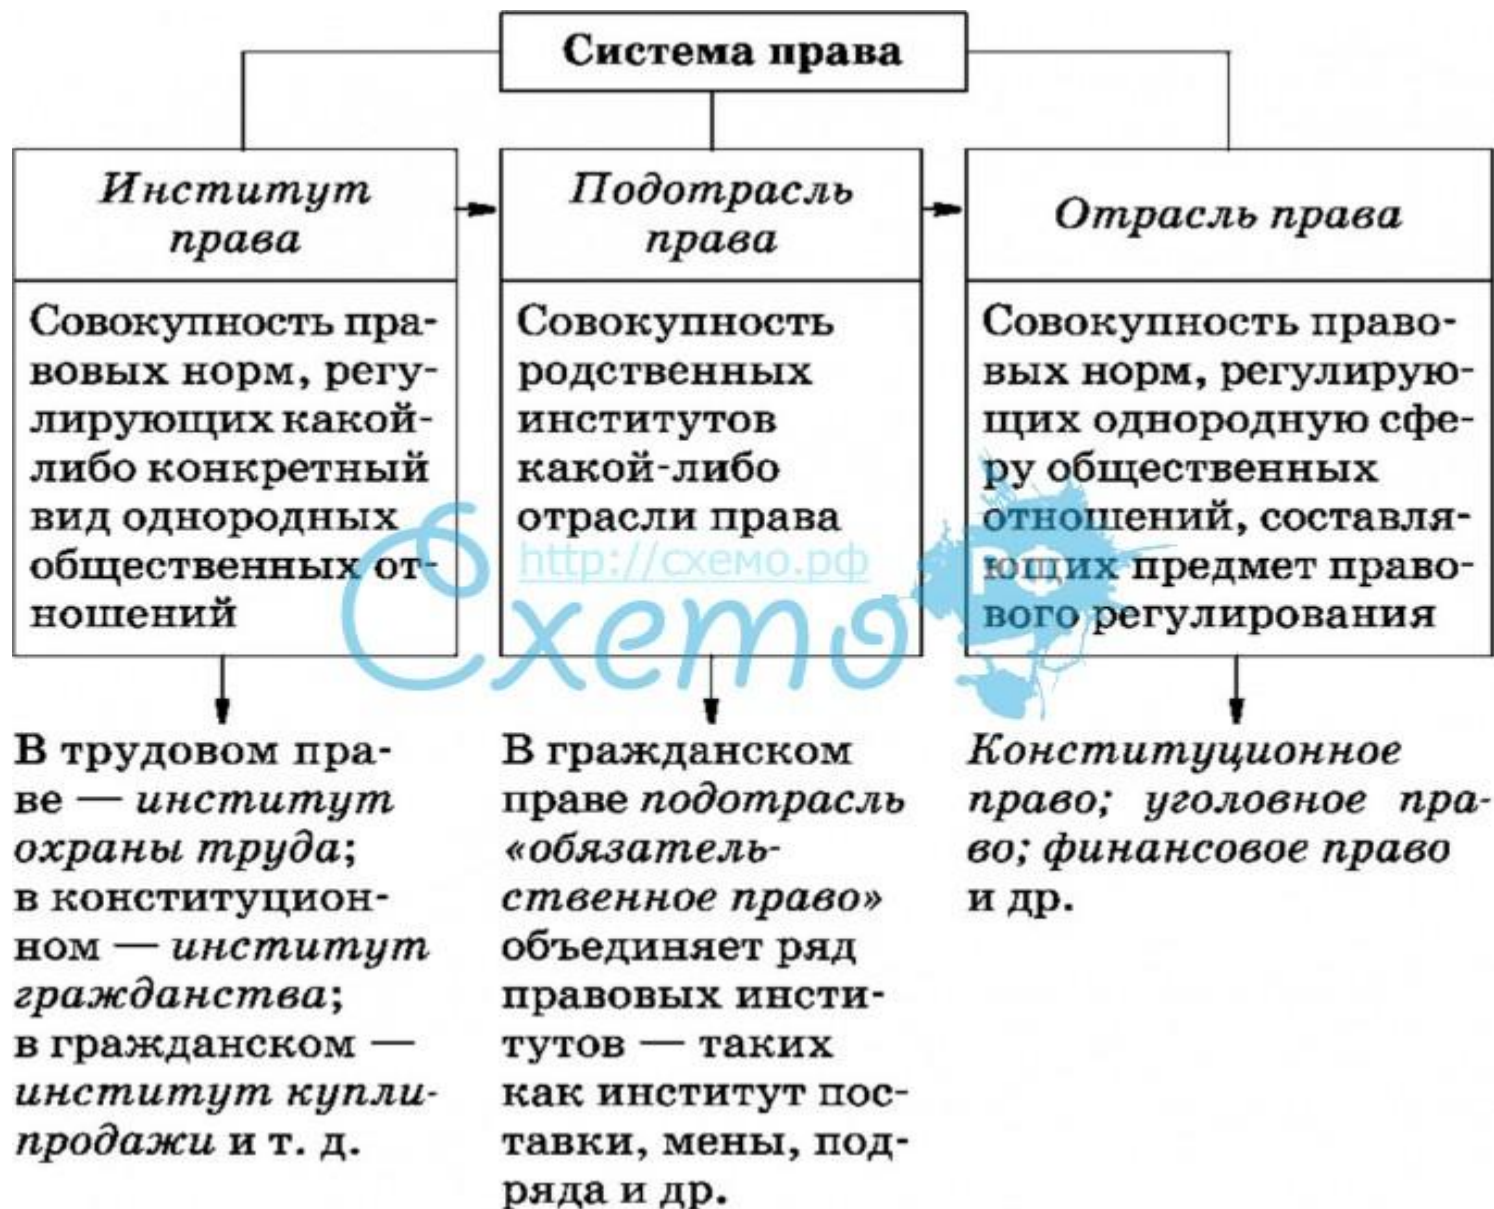 Система права
Институт
права
Подотрасль
права
Отрасль права
Совокупность пра-
вовых норм, регу-
лирующих какой-
либо конкретный
вид однородных
общественных от-
ношений
Совокупность
родственных
институтов
какой-либо
отрасли права
Совокупность право-
вых норм, регулирую-
щих однородную сфе-
ру общественных
отношений, составля-
ющих предмет право-
вого регулирования
http://схемо.рф
Схемо
РФ
В трудовом пра-
ве — институт
охраны труда;
в конституцион-
ном — институт
гражданства;
в гражданском —
институт купли-
продажи и т. д.
В гражданском
праве подотрасль
«обязатель-
ственное право»
объединяет ряд
правовых инсти-
тутов — таких
как институт пос-
тавки, мены, под-
ряда и др.
Конституционное
право; уголовное пра-
во; финансовое право
и др.